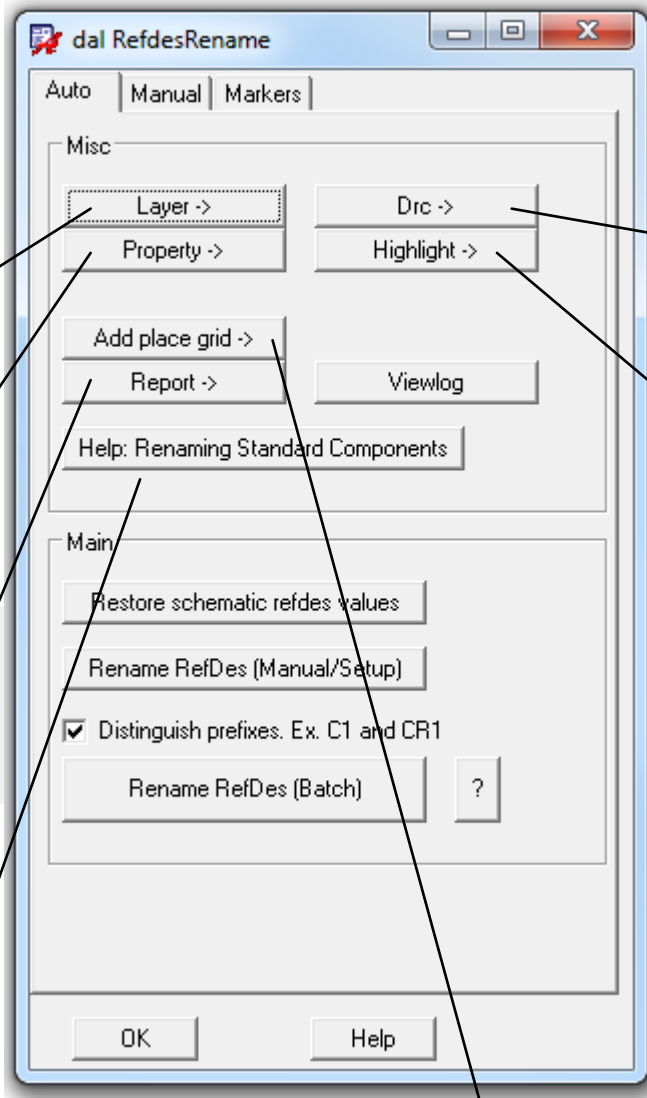 dal RefdesRename
Auto Manual Markers
Misc
Layer -> Drc ->
Property -> Highlight ->
Add place grid ->
Report -> Viewlog
Help: Renaming Standard Components
Main
Restore schematic refdes values
Rename RefDes (Manual/Setup)
Distinguish prefixes. Ex. C1 and CR1
Rename RefDes (Batch) ?
OK Help